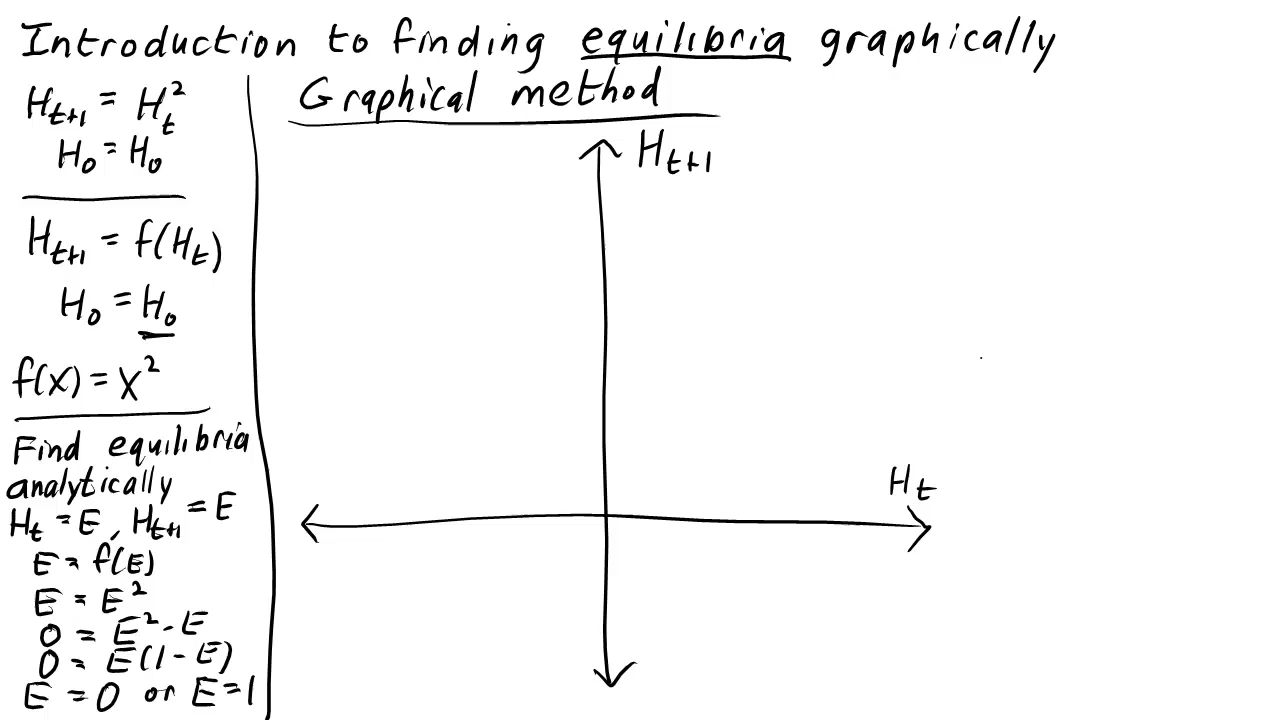 Introduction to finding equilibria graphically
H_{t+1} = H_t^2
H_0 = H_0
H_{t+1} = f(H_t)
H_0 = H_0
f(x) = x^2
Find equilibria
analytically
H_t = E, H_{t+1} = E
E = f(E)
E = E^2
0 = E^2 - E
0 = E(1 - E)
E = 0 or E = 1
Graphical method
H_{t+1}
H_t